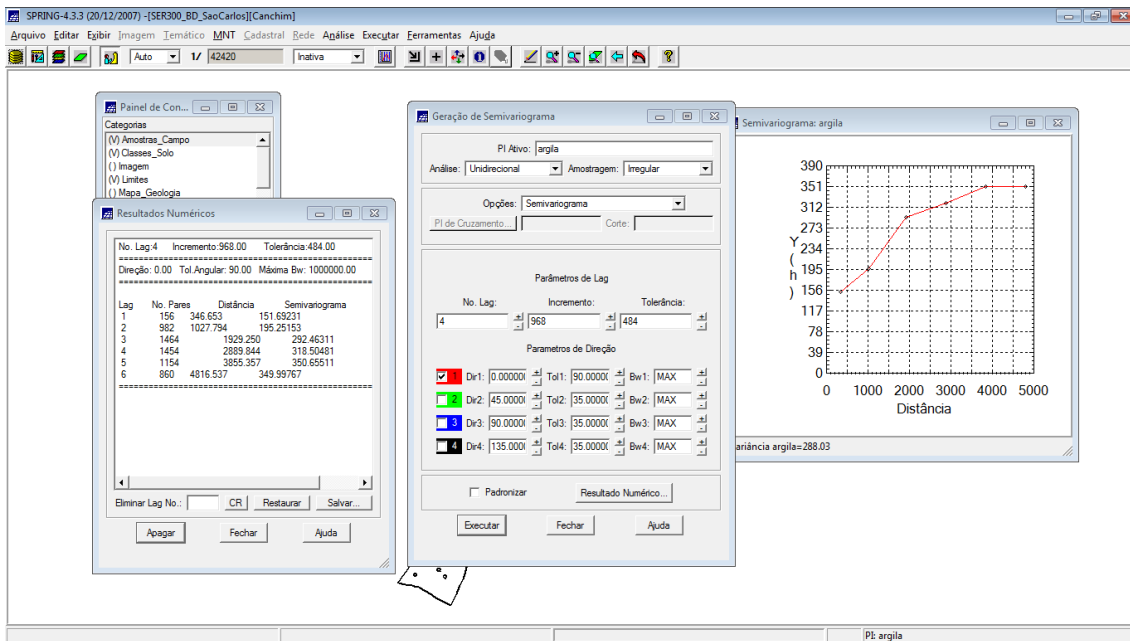 SPRING-4.3.3 (20/12/2007) -[SER300_BD_SaoCarlos][Canchim]
Arquivo Editar Exibir Imagem Temático MNT Cadastral Rede Análise Executar Ferramentas Ajuda
Auto 1/ 42420 Inativa
Painel de Con...
Categorias
(V) Amostras_Campo
(V) Classes_Solo
( ) Imagem
(V) Limites
( ) Mapa_Geologia
Resultados Numéricos
No. Lag:4 Incremento:968.00 Tolerância:484.00
Direção: 0.00 Tol.Angular: 90.00 Máxima Bw: 1000000.00
Lag No. Pares Distância Semivariograma
1 156 346.653 151.69231
2 982 1027.794 195.25153
3 1464 1929.250 292.46311
4 1454 2889.844 318.50481
5 1154 3855.357 350.65511
6 860 4816.537 349.99767
Eliminar Lag No.: CR Restaurar Salvar...
Apagar Fechar Ajuda
Geração de Semivariograma
PI Ativo: argila
Análise: Unidirecional Amostragem: Irregular
Opções: Semivariograma
PI de Cruzamento... Corte:
Parâmetros de Lag
No. Lag: Incremento: Tolerância:
4 968 484
Parametros de Direção
1 Dir1: 0.00000 Tol1: 90.0000 Bw1: MAX
2 Dir2: 45.0000 Tol2: 35.0000 Bw2: MAX
3 Dir3: 90.0000 Tol3: 35.0000 Bw3: MAX
4 Dir4: 135.000 Tol4: 35.0000 Bw4: MAX
Padronizar Resultado Numérico...
Executar Fechar Ajuda
Semivariograma: argila
390
351
312
273
234
195
156
117
78
39
0
Y ( h )
0 1000 2000 3000 4000 5000
Distância
ariância argila=288.03
PI: argila